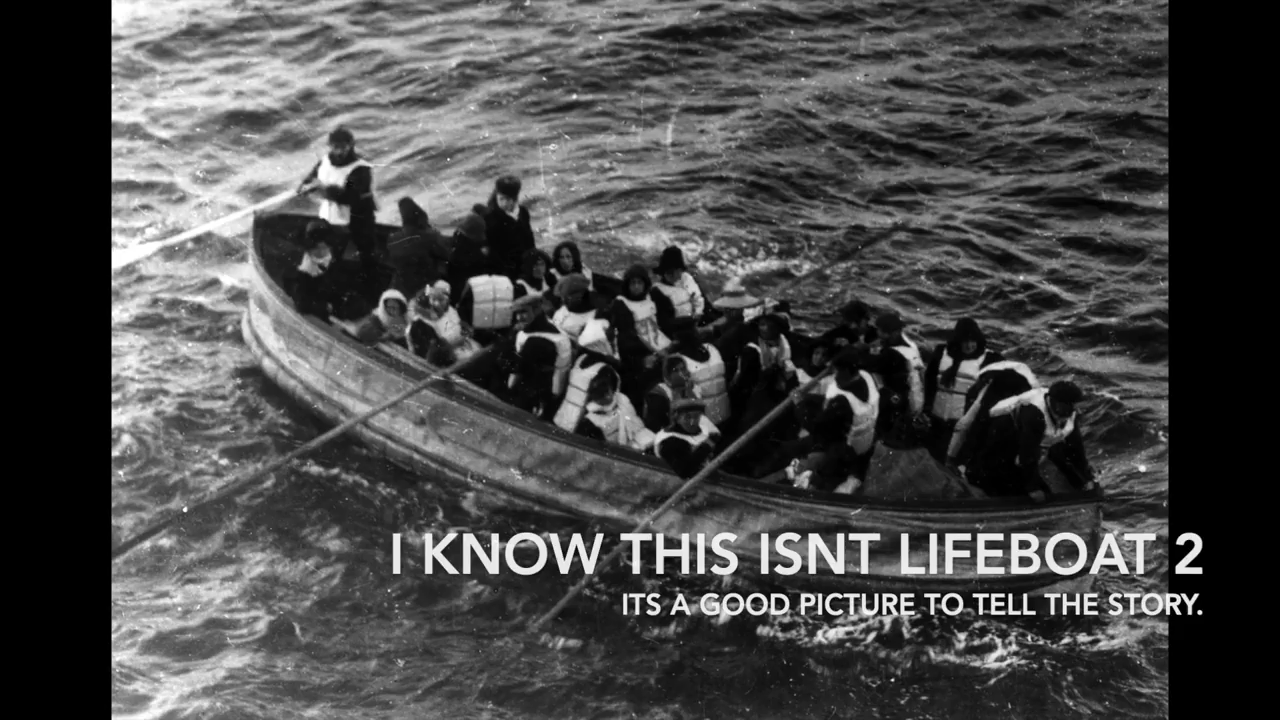 I KNOW THIS ISNT LIFEBOAT 2
ITS A GOOD PICTURE TO TELL THE STORY.